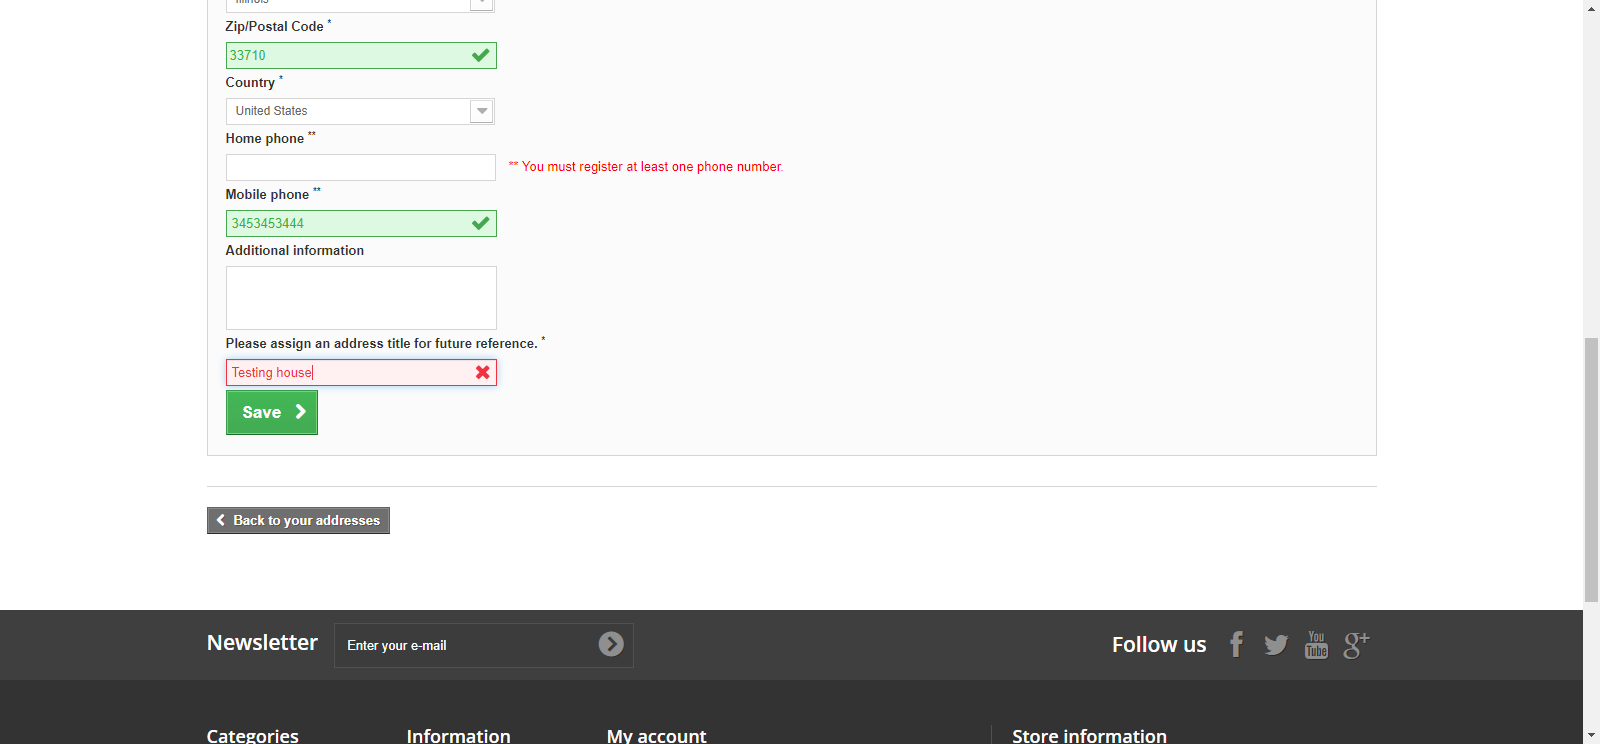 Illinois
Zip/Postal Code *
33710
Country *
United States
Home phone **
** You must register at least one phone number.
Mobile phone **
3453453444
Additional information
Please assign an address title for future reference. *
Testing house
Save
Back to your addresses
Newsletter
Enter your e-mail
Follow us
You Tube
g+
Categories
Information
My account
Store information